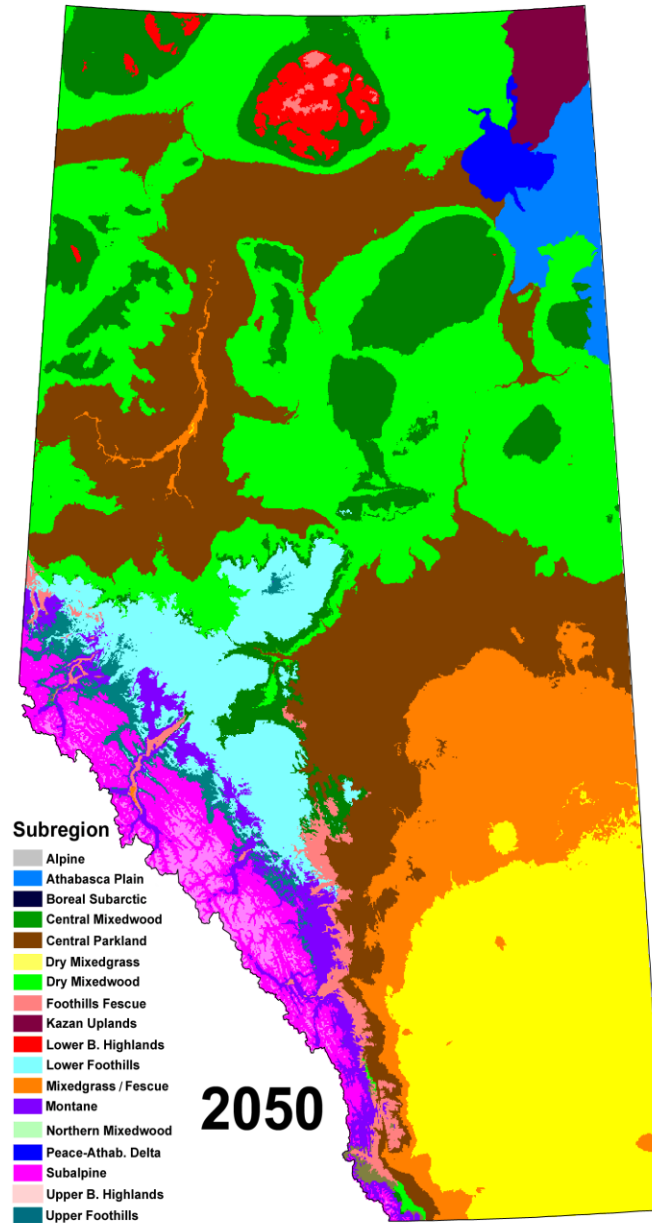 Subregion
Alpine
Athabasca Plain
Boreal Subarctic
Central Mixedwood
Central Parkland
Dry Mixedgrass
Dry Mixedwood
Foothills Fescue
Kazan Uplands
Lower B. Highlands
Lower Foothills
Mixedgrass / Fescue
Montane
Northern Mixedwood
Peace-Athab. Delta
Subalpine
Upper B. Highlands
Upper Foothills
2050